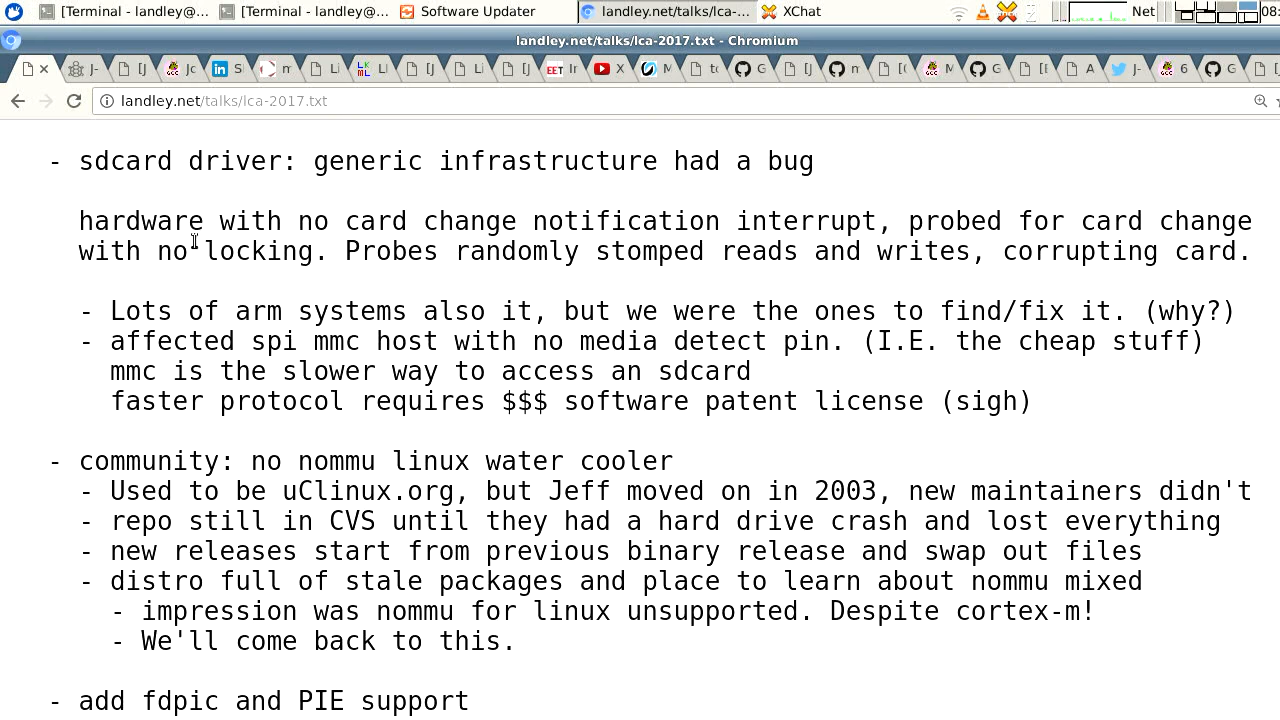 [Terminal - landley@...
[Terminal - landley@...
Software Updater
landley.net/talks/lca-...
XChat
Net
08:
landley.net/talks/lca-2017.txt - Chromium
landley.net/talks/lca-2017.txt
- sdcard driver: generic infrastructure had a bug
hardware with no card change notification interrupt, probed for card change
with no locking. Probes randomly stomped reads and writes, corrupting card.
- Lots of arm systems also it, but we were the ones to find/fix it. (why?)
- affected spi mmc host with no media detect pin. (I.E. the cheap stuff)
mmc is the slower way to access an sdcard
faster protocol requires $$$ software patent license (sigh)
- community: no nommu linux water cooler
- Used to be uClinux.org, but Jeff moved on in 2003, new maintainers didn't
- repo still in CVS until they had a hard drive crash and lost everything
- new releases start from previous binary release and swap out files
- distro full of stale packages and place to learn about nommu mixed
- impression was nommu for linux unsupported. Despite cortex-m!
- We'll come back to this.
- add fdpic and PIE support